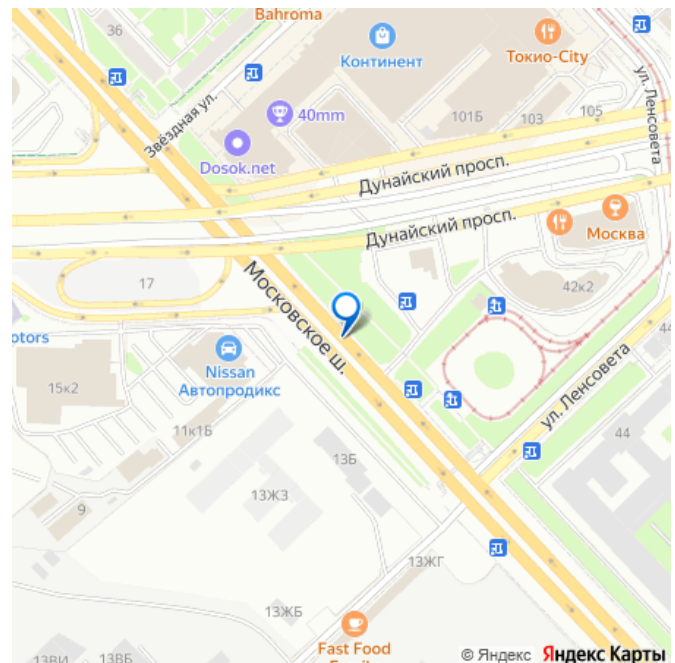 Bahroma
36
Континент
Токио-City
ул. Ленсовета
Звёздная ул.
40mm
101Б
103
105
Dosok.net
Дунайский просп.
Дунайский просп.
Москва
17
42к2
Московское ш.
otors
Nissan
Автопродикс
44
15к2
ул. Ленсовета
11к1Б
44
13Б
13ЖЗ
9
13ЖГ
13ЖБ
Fast Food
13ВИ
13ВБ
© Яндекс Яндекс Карты